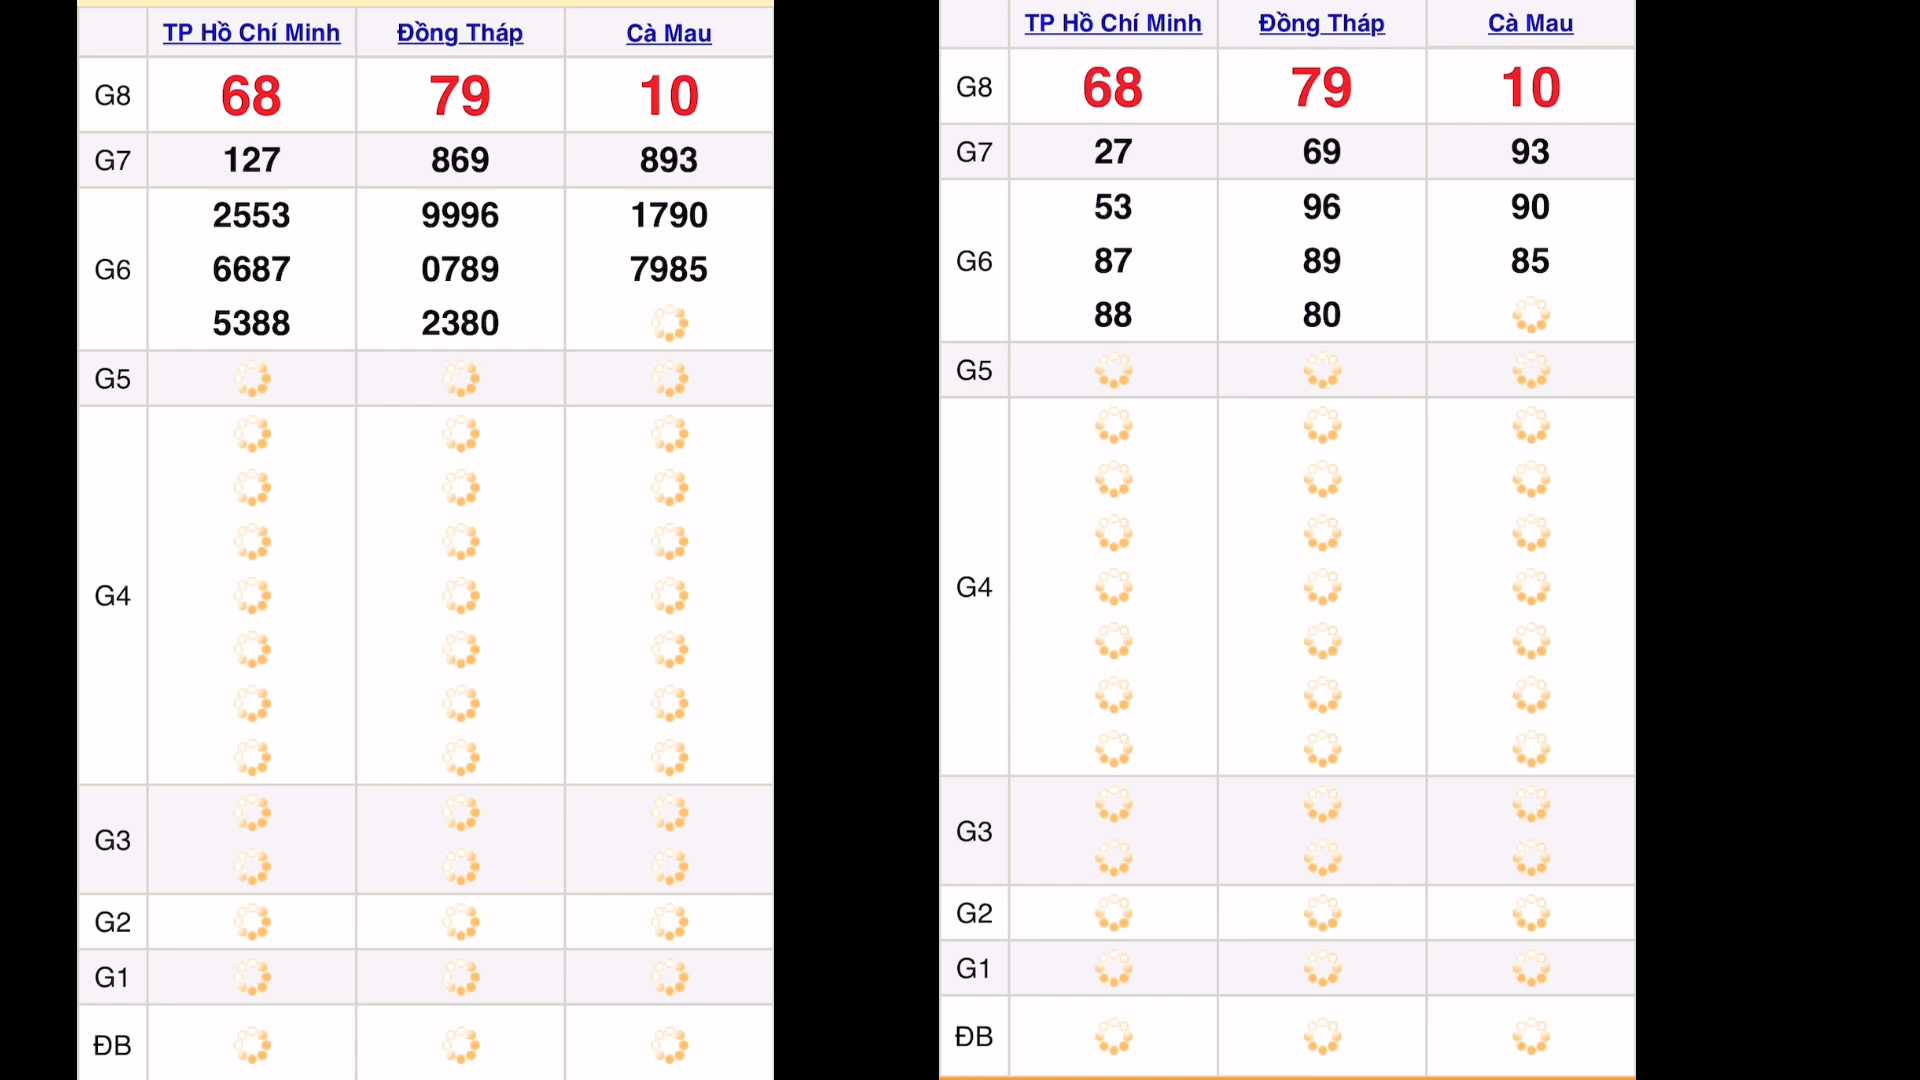 TP Hồ Chí Minh Đồng Tháp Cà Mau
G8 68 79 10
G7 127 869 893
2553 9996 1790
G6 6687 0789 7985
5388 2380
G5
G4
G3
G2
G1
ĐB
TP Hồ Chí Minh Đồng Tháp Cà Mau
G8 68 79 10
G7 27 69 93
53 96 90
G6 87 89 85
88 80
G5
G4
G3
G2
G1
ĐB